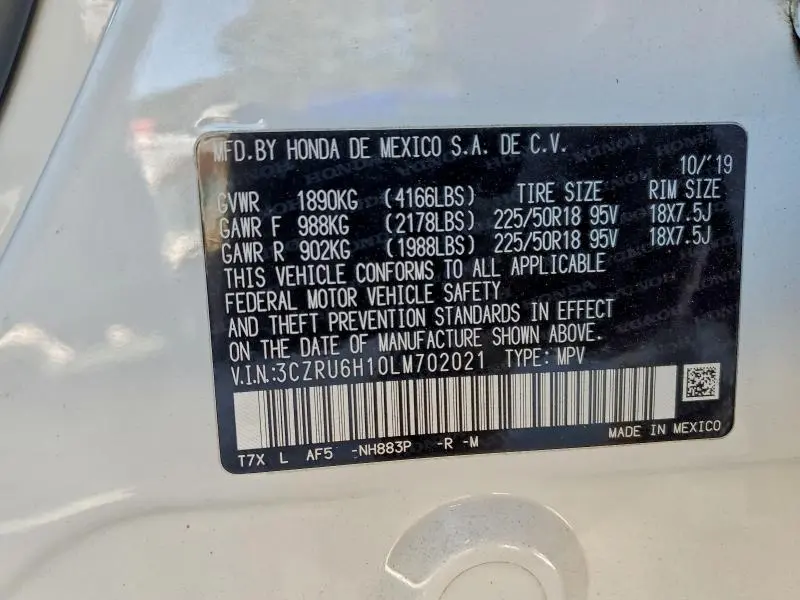 MFD.BY HONDA DE MEXICO S.A. DE C.V.
10/'19
GVWR 1890KG (4166LBS) TIRE SIZE RIM SIZE
GAWR F 988KG (2178LBS) 225/50R18 95V 18X7.5J
GAWR R 902KG (1988LBS) 225/50R18 95V 18X7.5J
THIS VEHICLE CONFORMS TO ALL APPLICABLE
FEDERAL MOTOR VEHICLE SAFETY
AND THEFT PREVENTION STANDARDS IN EFFECT
ON THE DATE OF MANUFACTURE SHOWN ABOVE.
V.I.N:3CZRU6H10LM702021 TYPE: MPV
MADE IN MEXICO
T7X L AF5 -NH883P -R -M